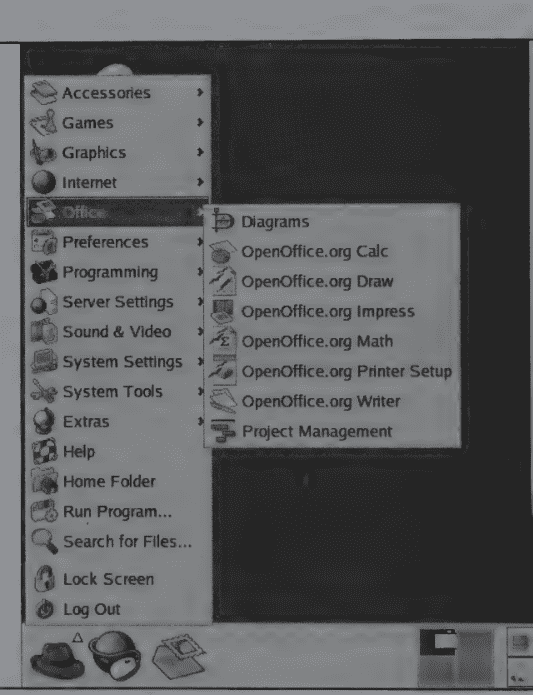 Accessories
Games
Graphics
Internet
Office
Preferences
Programming
Server Settings
Sound & Video
System Settings
System Tools
Extras
Help
Home Folder
Run Program...
Search for Files...
Lock Screen
Log Out
Diagrams
OpenOffice.org Calc
OpenOffice.org Draw
OpenOffice.org Impress
OpenOffice.org Math
OpenOffice.org Printer Setup
OpenOffice.org Writer
Project Management